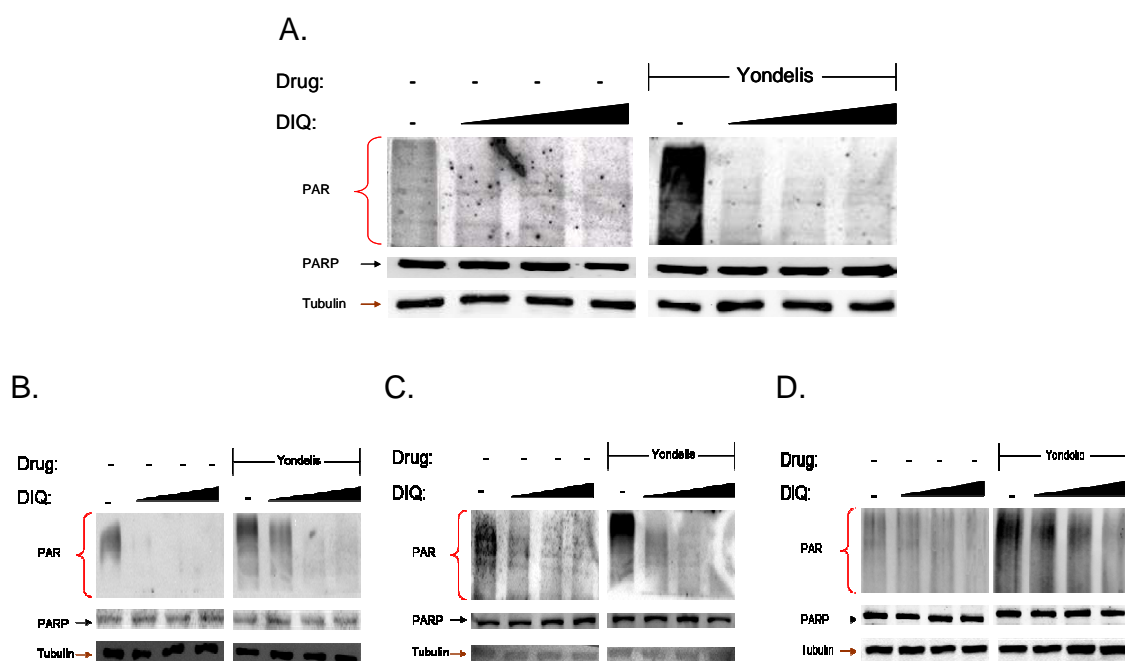 A.
Drug: - - - - Yondelis
DIQ: - -
PAR
PARP
Tubulin
B.
Drug: - - - - Yondelis
DIQ: - -
PAR
PARP
Tubulin
C.
Drug: - - - - Yondelis
DIQ: - -
PAR
PARP
Tubulin
D.
Drug: - - - - Yondelis
DIQ: - -
PAR
PARP
Tubulin